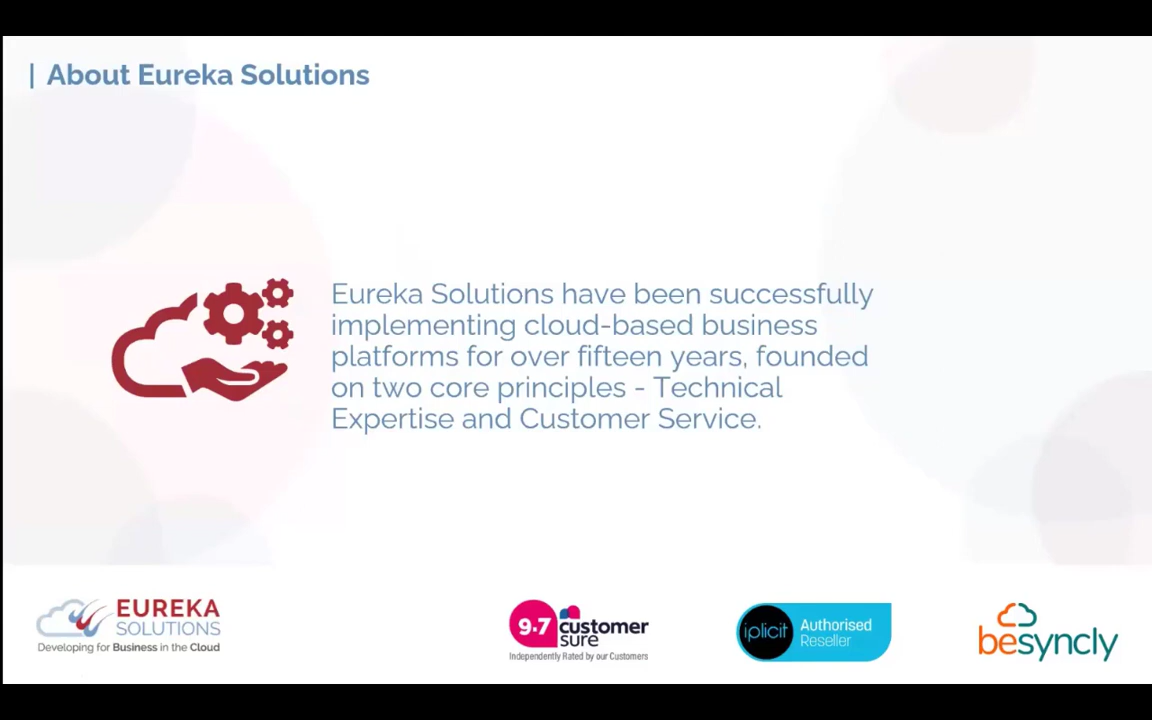 | About Eureka Solutions
Eureka Solutions have been successfully
implementing cloud-based business
platforms for over fifteen years, founded
on two core principles - Technical
Expertise and Customer Service.
EUREKA
SOLUTIONS
Developing for Business in the Cloud
9.7 customer
sure
Independently Rated by our Customers
iplicit Authorised
Reseller
besyncly